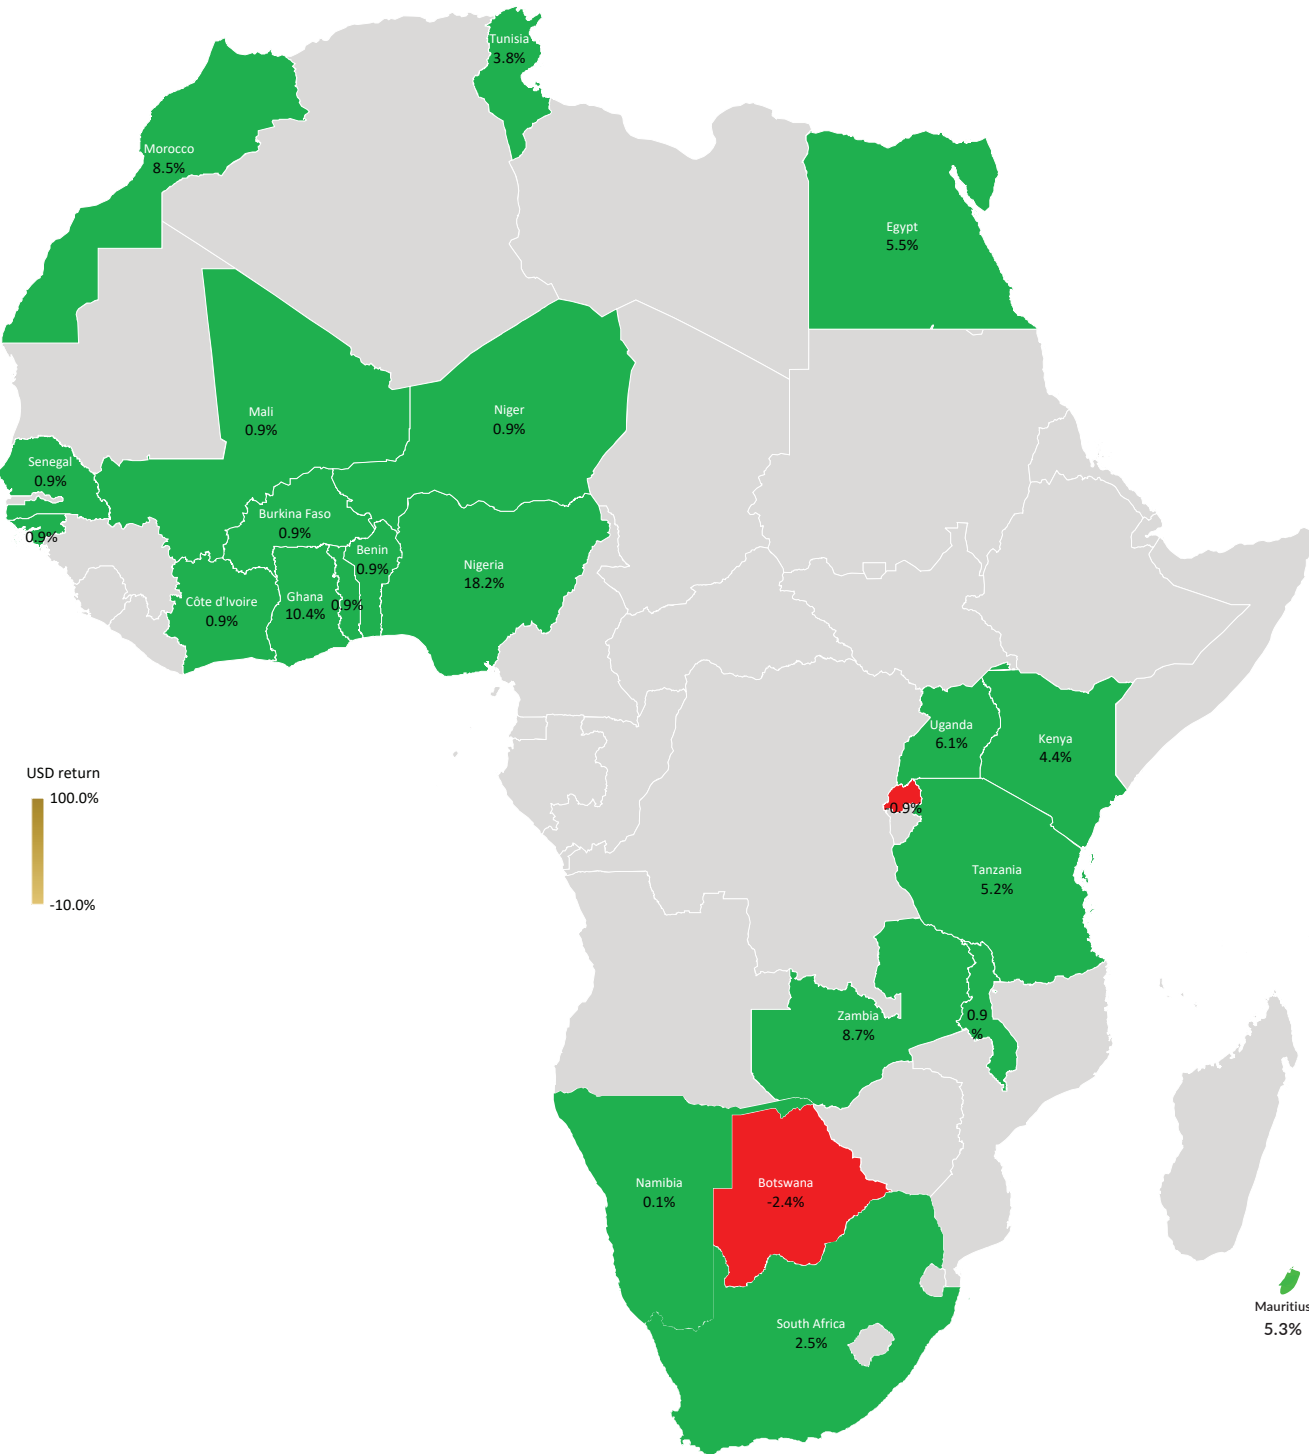 Tunisia
3.8%
Morocco
8.5%
Egypt
5.5%
Mali
0.9%
Niger
0.9%
Senegal
0.9%
0.9%
Burkina Faso
0.9%
Benin
0.9%
Nigeria
18.2%
Côte d'Ivoire
0.9%
Ghana
10.4%
0.9%
Uganda
6.1%
Kenya
4.4%
USD return
100.0%
-10.0%
-0.9%
Tanzania
5.2%
Zambia
8.7%
0.9
%
Namibia
0.1%
Botswana
-2.4%
South Africa
2.5%
Mauritius
5.3%